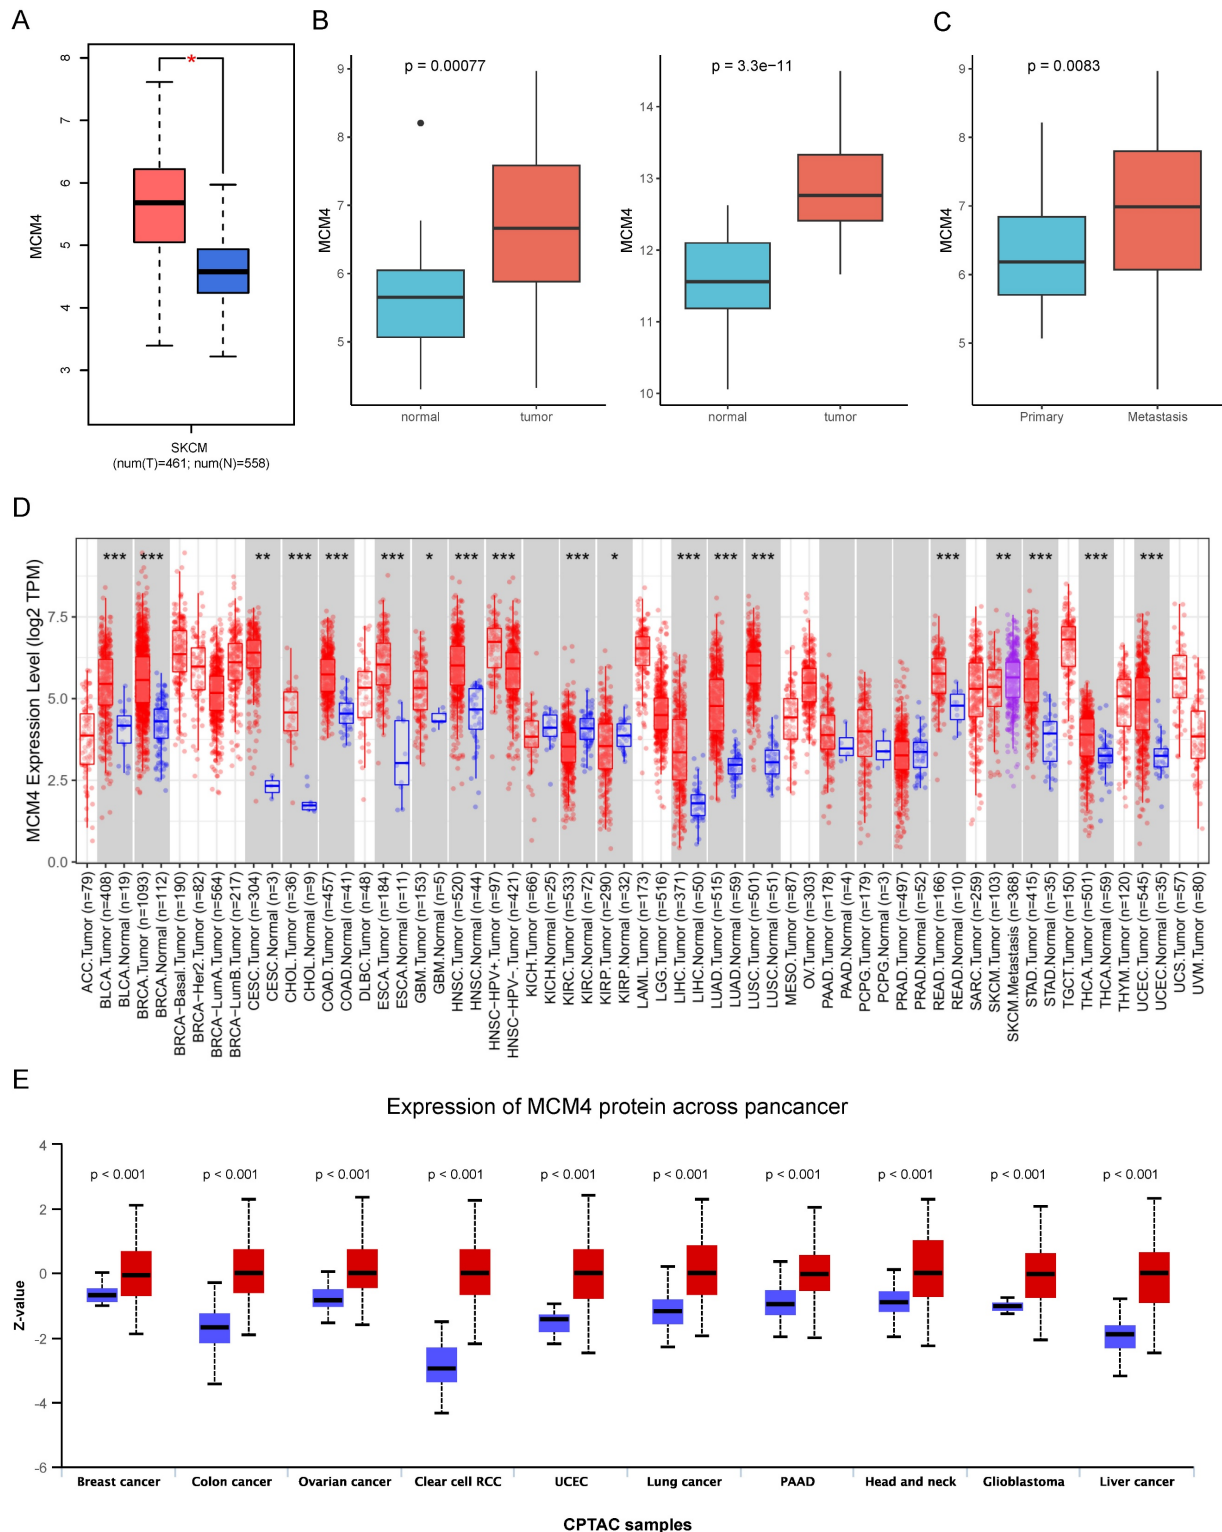 A
B
C
*
8
7
6
5
4
3
MCM4
SKCM
(num(T)=461; num(N)=558)
p = 0.00077
9
8
7
6
5
MCM4
normal
tumor
p = 3.3e−11
14
13
12
11
10
MCM4
normal
tumor
p = 0.0083
9
8
7
6
5
MCM4
Primary
Metastasis
D
*** *** ** *** *** *** * *** *** *** * *** *** *** *** ** *** *** ***
MCM4 Expression Level (log2 TPM)
7.5
5.0
2.5
0.0
ACC.Tumor (n=79)
BLCA.Tumor (n=408)
BLCA.Normal (n=19)
BRCA.Tumor (n=1093)
BRCA.Normal (n=112)
BRCA−Basal.Tumor (n=190)
BRCA−Her2.Tumor (n=82)
BRCA−LumA.Tumor (n=564)
BRCA−LumB.Tumor (n=217)
CESC.Tumor (n=304)
CESC.Normal (n=3)
CHOL.Tumor (n=36)
CHOL.Normal (n=9)
COAD.Tumor (n=457)
COAD.Normal (n=41)
DLBC.Tumor (n=48)
ESCA.Tumor (n=184)
ESCA.Normal (n=11)
GBM.Tumor (n=153)
GBM.Normal (n=5)
HNSC.Tumor (n=520)
HNSC.Normal (n=44)
HNSC−HPV+.Tumor (n=97)
HNSC−HPV−.Tumor (n=421)
KICH.Tumor (n=66)
KICH.Normal (n=25)
KIRC.Tumor (n=533)
KIRC.Normal (n=72)
KIRP.Tumor (n=290)
KIRP.Normal (n=32)
LAML.Tumor (n=173)
LGG.Tumor (n=516)
LIHC.Tumor (n=371)
LIHC.Normal (n=50)
LUAD.Tumor (n=515)
LUAD.Normal (n=59)
LUSC.Tumor (n=501)
LUSC.Normal (n=51)
MESO.Tumor (n=87)
OV.Tumor (n=303)
PAAD.Tumor (n=178)
PAAD.Normal (n=4)
PCPG.Tumor (n=179)
PCPG.Normal (n=3)
PRAD.Tumor (n=497)
PRAD.Normal (n=52)
READ.Tumor (n=166)
READ.Normal (n=10)
SARC.Tumor (n=259)
SKCM.Tumor (n=103)
SKCM.Metastasis (n=368)
STAD.Tumor (n=415)
STAD.Normal (n=35)
TGCT.Tumor (n=150)
THCA.Tumor (n=501)
THCA.Normal (n=59)
THYM.Tumor (n=120)
UCEC.Tumor (n=545)
UCEC.Normal (n=35)
UCS.Tumor (n=57)
UVM.Tumor (n=80)
E
Expression of MCM4 protein across pancancer
p < 0.001 p < 0.001 p < 0.001 p < 0.001 p < 0.001 p < 0.001 p < 0.001 p < 0.001 p < 0.001 p < 0.001
4
2
0
-2
-4
-6
Z-value
Breast cancer Colon cancer Ovarian cancer Clear cell RCC UCEC Lung cancer PAAD Head and neck Glioblastoma Liver cancer
CPTAC samples